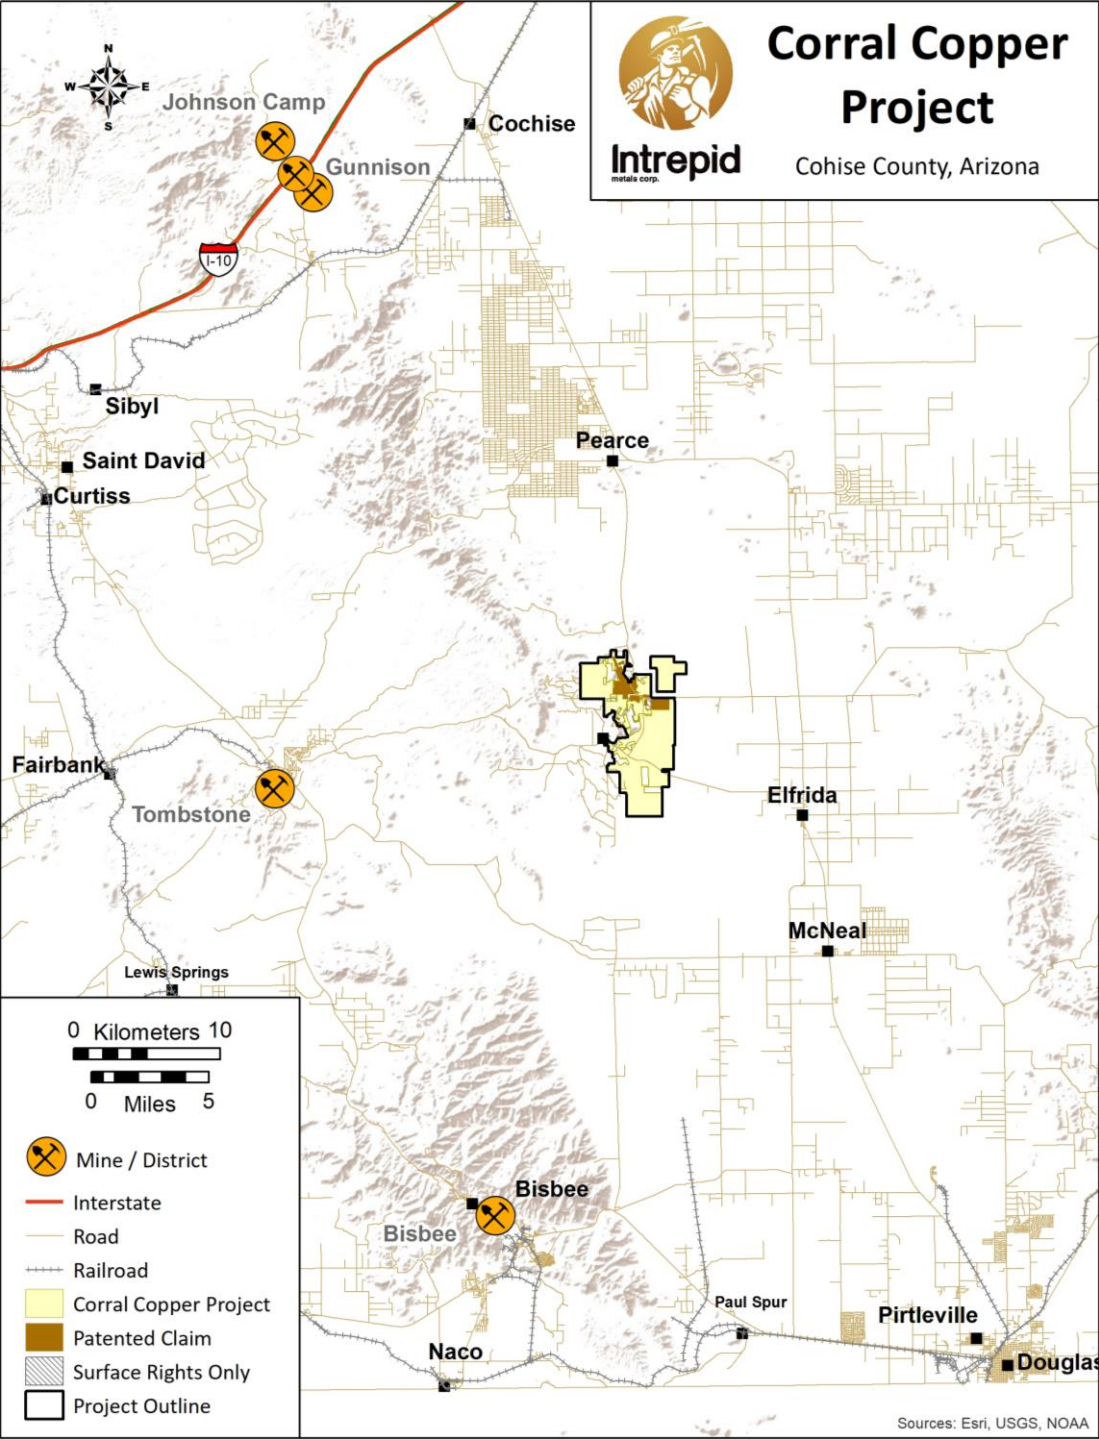 Corral Copper
Project
Cohise County, Arizona
Intrepid
metals corp.
N
W E
S
Johnson Camp
Gunnison
Cochise
I-10
Sibyl
Saint David
Curtiss
Pearce
Fairbank
Tombstone
Elfrida
McNeal
Lewis Springs
Bisbee
Bisbee
Paul Spur
Pirtleville
Naco
Douglas
0 Kilometers 10
0 Miles 5
Mine / District
Interstate
Road
Railroad
Corral Copper Project
Patented Claim
Surface Rights Only
Project Outline
Sources: Esri, USGS, NOAA